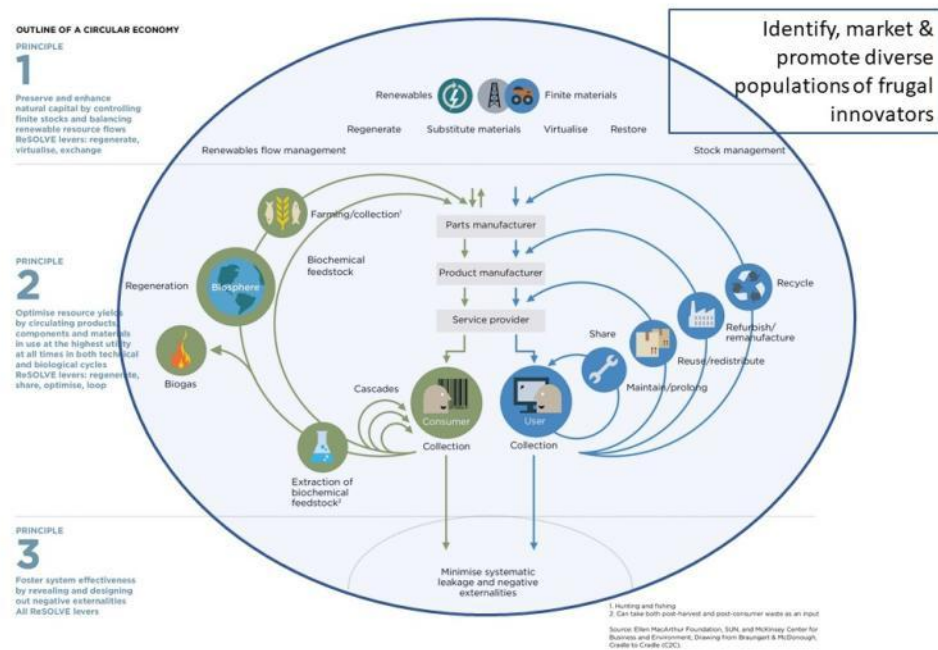 OUTLINE OF A CIRCULAR ECONOMY
Identify, market &
promote diverse
populations of frugal
innovators
PRINCIPLE
1
Preserve and enhance
natural capital by controlling
finite stocks and balancing
renewable resource flows
ReSOLVE levers: regenerate,
virtualise, exchange
Renewables
Finite materials
Regenerate
Substitute materials
Virtualise
Restore
Renewables flow management
Stock management
PRINCIPLE
2
Optimise resource yields
by circulating products,
components and materials
in use at the highest utility
at all times in both technical
and biological cycles
ReSOLVE levers: regenerate,
share, optimise, loop
Farming/collection¹
Biochemical
feedstock
Regeneration
Biosphere
Biogas
Cascades
Extraction of
biochemical
feedstock²
Parts manufacturer
Product manufacturer
Service provider
Consumer
User
Collection
Collection
Share
Maintain/prolong
Reuse/redistribute
Refurbish/
remanufacture
Recycle
PRINCIPLE
3
Foster system effectiveness
by revealing and designing
out negative externalities
All ReSOLVE levers
Minimise systematic
leakage and negative
externalities
1. Hunting and fishing
2. Can take both post-harvest and post-consumer waste as an input
Source: Ellen MacArthur Foundation, SUN, and McKinsey Center for
Business and Environment; Drawing from Braungart & McDonough,
Cradle to Cradle (C2C).